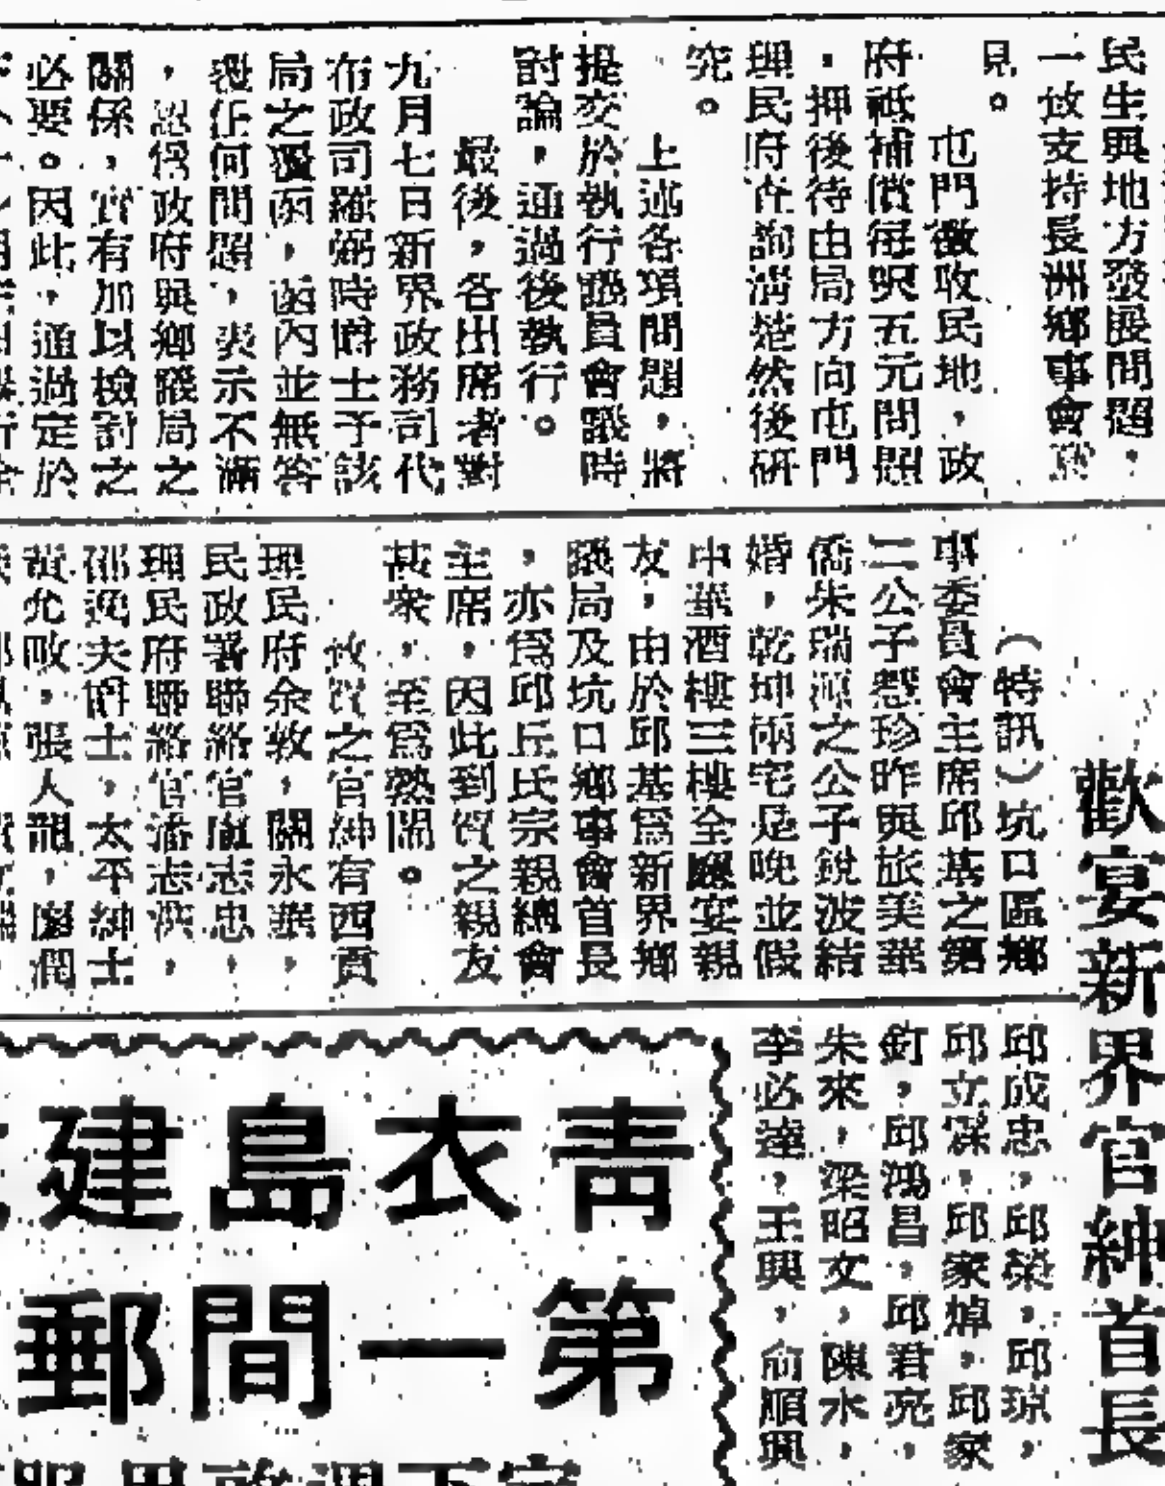 民生與地方發展問題，
一致支持長洲鄉事會
見。
屯門徵收民地，政
府祗補償每呎五元問題
，押後待由局方向屯門
理民府查詢清楚然後研
究。
上述各項問題，將
提交於執行議員會議時
討論，通過後執行。
最後，各出席者對
九月七日新界政務司代
布政司羅弼時爵士予該
局之覆函，函內並無答
覆任何問題，表示不滿
，認為政府與鄉議局之
關係，實有加以檢討之
必要。因此，通過定於
歡宴新界官紳首長
（特訊）坑口區鄉
事委員會主席邱基之第
二公子慧珍昨與旅美華
僑朱瑞源之公子銳波結
婚，乾坤兩宅是晚並假
中華酒樓三樓全層宴親
友，由於邱基為新界鄉
議局及坑口鄉事會首長
，亦為邱丘氏宗親總會
主席，因此到賀之親友
甚衆，至為熱鬧。
致賀之官紳有西貢
理民府余敦，關永華，
民政署聯絡官 志忠，
理民府聯絡官潘志 ，
邵逸夫爵士，太平紳士
黃允畋，張人龍， 潤
邱成忠，邱榮，邱琼，
邱立深，邱家焯，邱家
釗，邱鴻昌，邱君亮，
朱來，梁昭文，陳水，
李必達，王興，俞順興
青衣島建
第一間郵